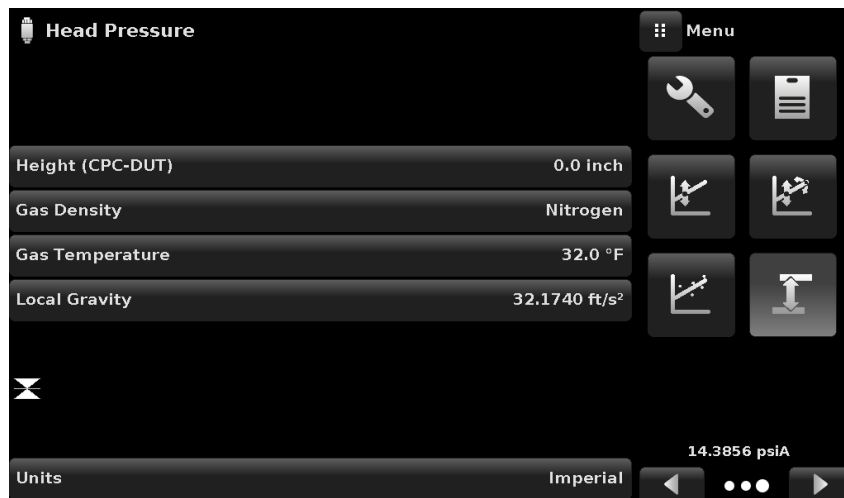 Head Pressure
Menu
Height (CPC-DUT) 0.0 inch
Gas Density Nitrogen
Gas Temperature 32.0 °F
Local Gravity 32.1740 ft/s²
14.3856 psiA
Units Imperial